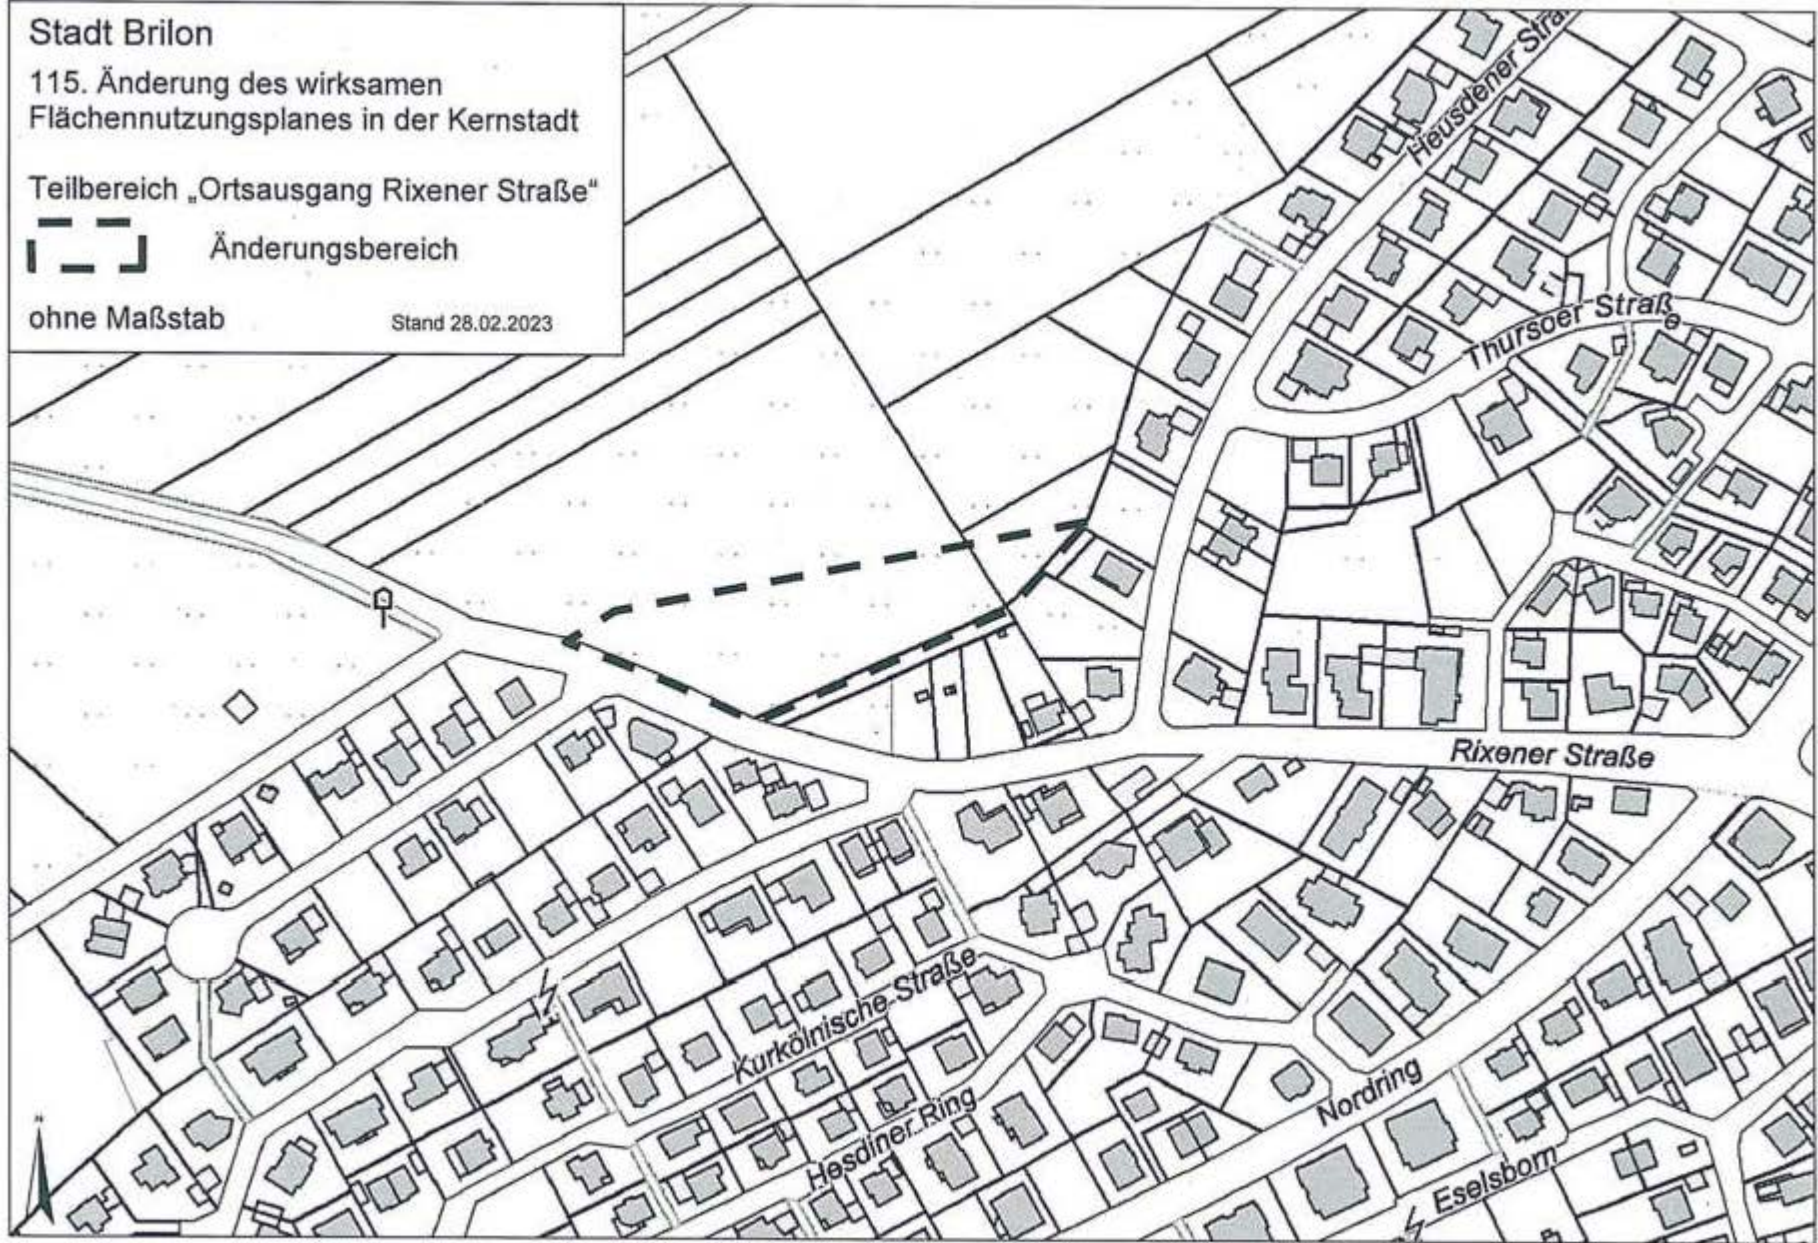 Stadt Brilon
115. Änderung des wirksamen
Flächennutzungsplanes in der Kernstadt
Teilbereich „Ortsausgang Rixener Straße“
Änderungsbereich
ohne Maßstab
Stand 28.02.2023
Heusdener Straß
Thursoer Straße
Rixener Straße
Kurkölnische Straße
Hesdiner Ring
Nordring
Eselsborn
N